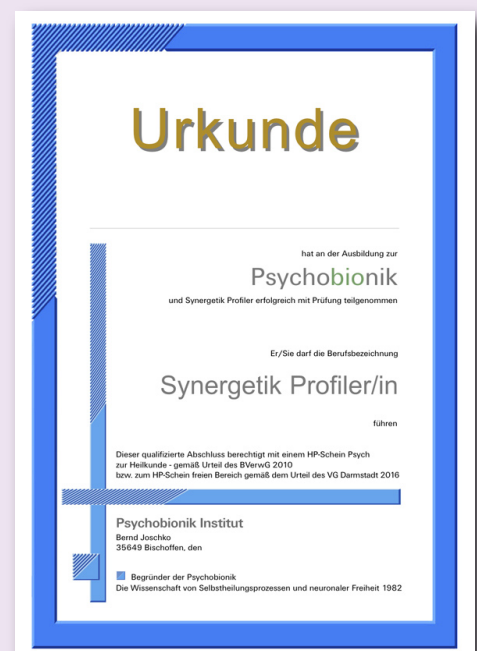 Urkunde
hat an der Ausbildung zur
Psychobionik
und Synergetik Profiler erfolgreich mit Prüfung teilgenommen
Er/Sie darf die Berufsbezeichnung
Synergetik Profiler/in
führen
Dieser qualifizierte Abschluss berechtigt mit einem HP-Schein Psych
zur Heilkunde - gemäß Urteil des BVerwG 2010
bzw. zum HP-Schein freien Bereich gemäß dem Urteil des VG Darmstadt 2016
Psychobionik Institut
Bernd Joschko
35649 Bischoffen, den
Begründer der Psychobionik
Die Wissenschaft von Selbstheilungsprozessen und neuronaler Freiheit 1982